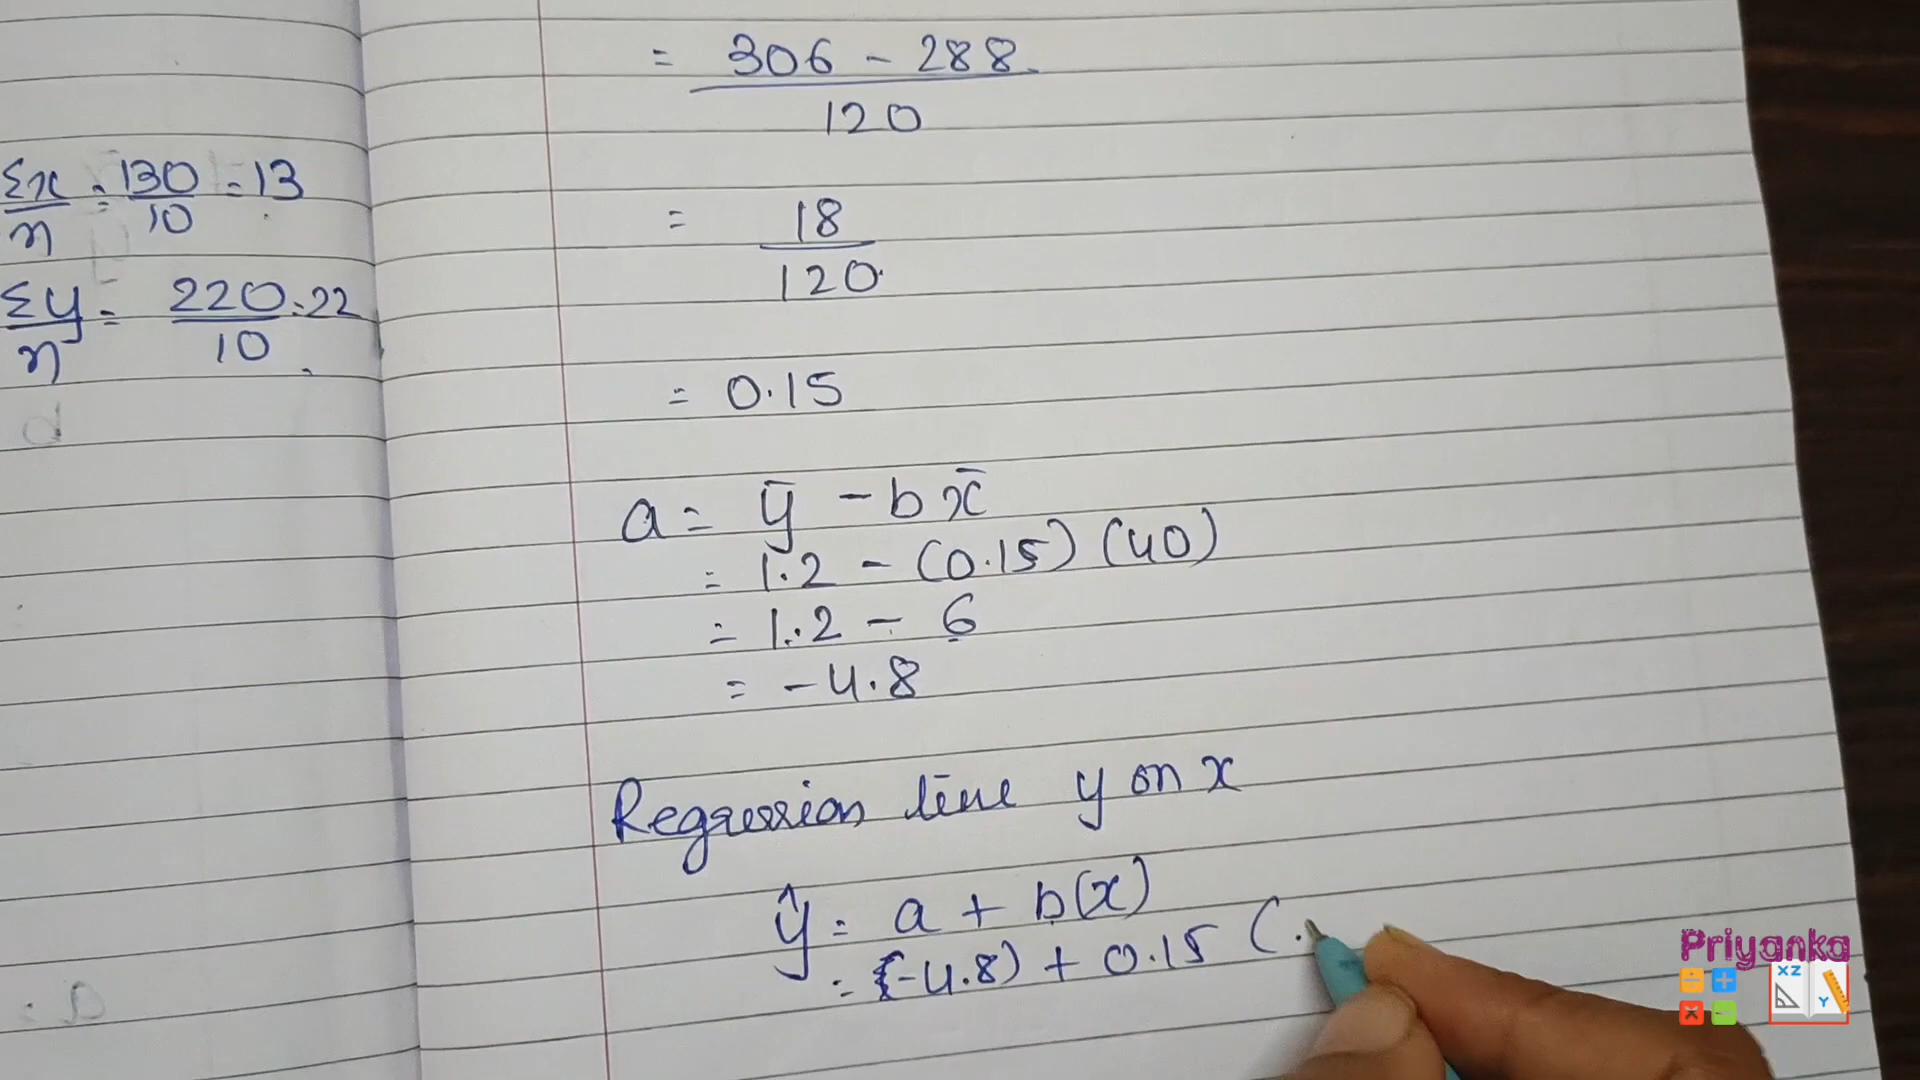 Σx/n = 130/10 = 13
Σy/n = 220/10 = 22
= 306 - 288 / 120
= 18/120
= 0.15
a = ȳ - b x̄
= 1.2 - (0.15) (40)
= 1.2 - 6
= -4.8
Regression line y on x
ŷ = a + b(x)
= (-4.8) + 0.15 (
Priyanka
XZ
Y